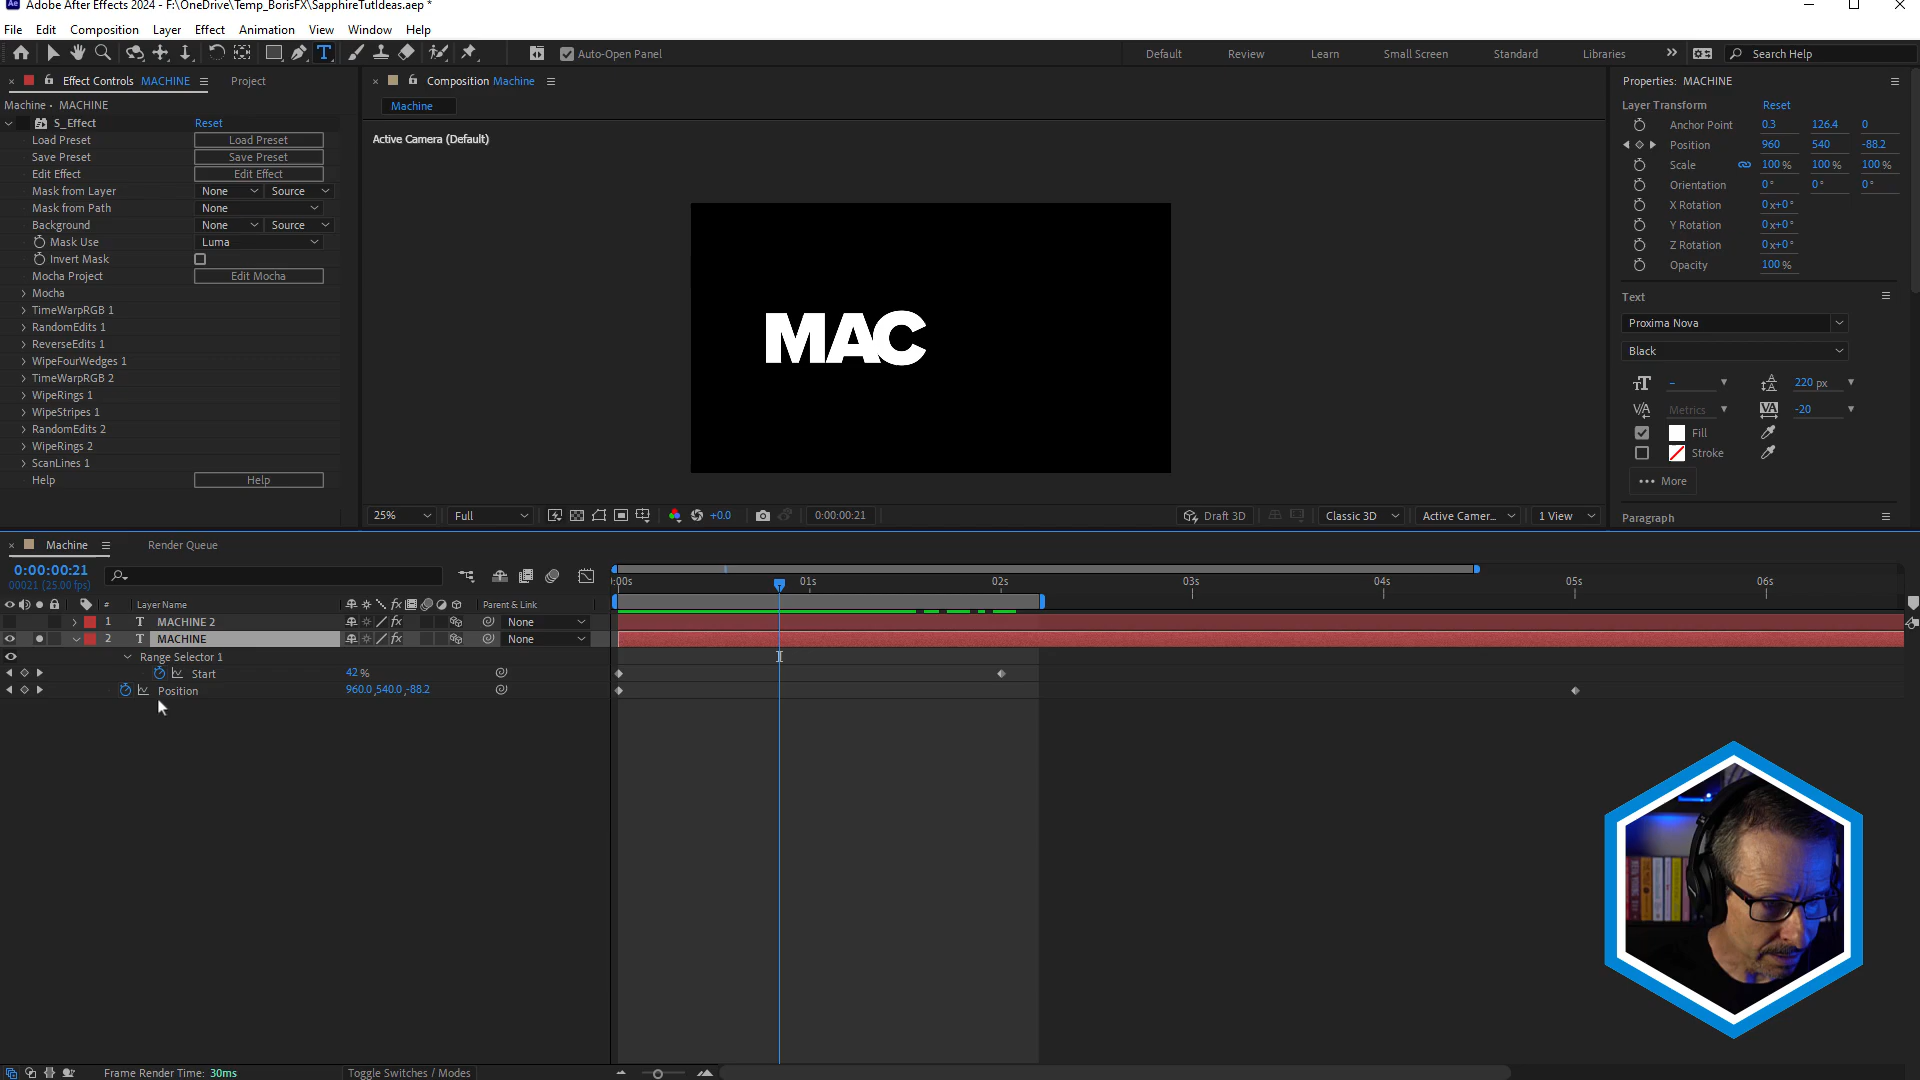 Ae Adobe After Effects 2024 - F:\OneDrive\Temp_BorisFX\SapphireTutIdeas.aep *
File Edit Composition Layer Effect Animation View Window Help
Auto-Open Panel Default Review Learn Small Screen Standard Libraries Search Help
Effect Controls MACHINE Project
Machine • MACHINE
S_Effect Reset
Load Preset Load Preset
Save Preset Save Preset
Edit Effect Edit Effect
Mask from Layer None Source
Mask from Path None
Background None Source
Mask Use Luma
Invert Mask
Mocha Project Edit Mocha
Mocha
TimeWarpRGB 1
RandomEdits 1
ReverseEdits 1
WipeFourWedges 1
TimeWarpRGB 2
WipeRings 1
WipeStripes 1
RandomEdits 2
WipeRings 2
ScanLines 1
Help Help
Composition Machine
Machine
Active Camera (Default)
MAC
25% Full +0.0 0:00:00:21 Draft 3D Classic 3D Active Camer... 1 View
Properties: MACHINE
Layer Transform Reset
Anchor Point 0.3 126.4 0
Position 960 540 -88.2
Scale 100 % 100 % 100 %
Orientation 0° 0° 0°
X Rotation 0x+0°
Y Rotation 0x+0°
Z Rotation 0x+0°
Opacity 100 %
Text
Proxima Nova
Black
– 220 px
Metrics -20
Fill
Stroke
••• More
Paragraph
Machine Render Queue
0:00:00:21
00021 (25.00 fps)
:00s 01s 02s 03s 04s 05s 06s
# Layer Name Parent & Link
1 T MACHINE 2 None
2 T MACHINE None
Range Selector 1
Start 42 %
Position 960.0,540.0,-88.2
Frame Render Time: 30ms Toggle Switches / Modes